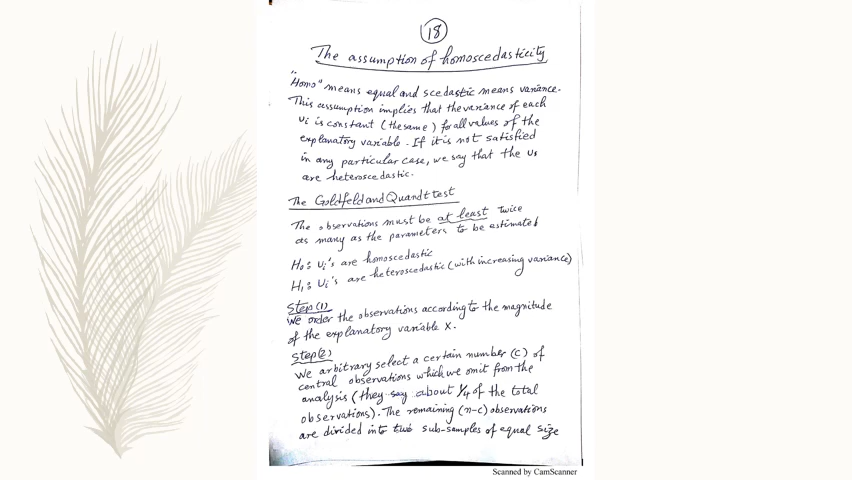 18
The assumption of homoscedasticity
"Homo" means equal and scedastic means variance.
This assumption implies that the variance of each
ui is constant (the same) for all values of the
explanatory variable. If it is not satisfied
in any particular case, we say that the us
are heteroscedastic.
The Goldfeld and Quandt test
The observations must be at least twice
as many as the parameters to be estimated
H0: ui's are homoscedastic
H1: ui's are heteroscedastic (with increasing variance)
Step(1)
We order the observations according to the magnitude
of the explanatory variable X.
Step(2)
We arbitrary select a certain number (c) of
central observations which we omit from the
analysis (they say about 1/4 of the total
observations). The remaining (n-c) observations
are divided into two sub-samples of equal size
Scanned by CamScanner